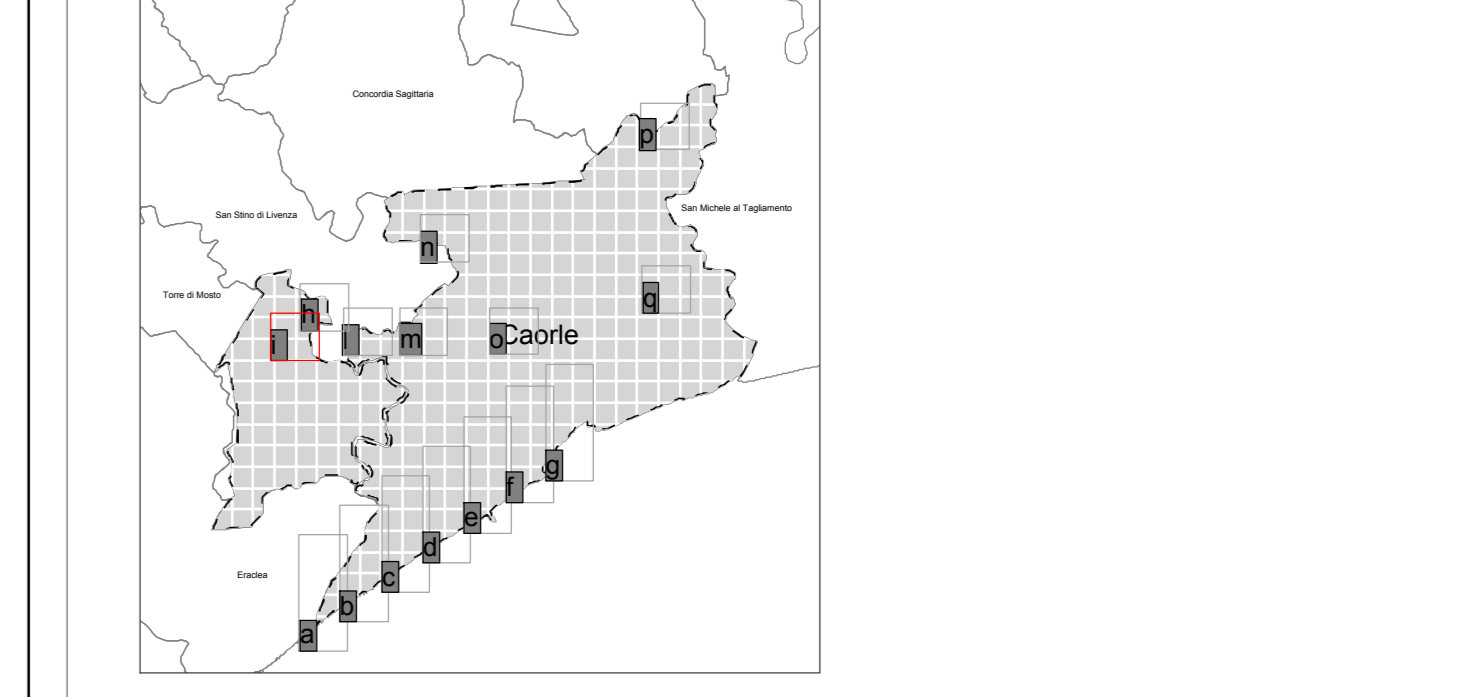 Concordia Sagittaria
p
San Michele al Tagliamento
San Stino di Livenza
n
Torre di Mosto
q
h
i
l
m
o
Caorle
g
f
e
d
Eraclea
c
b
a